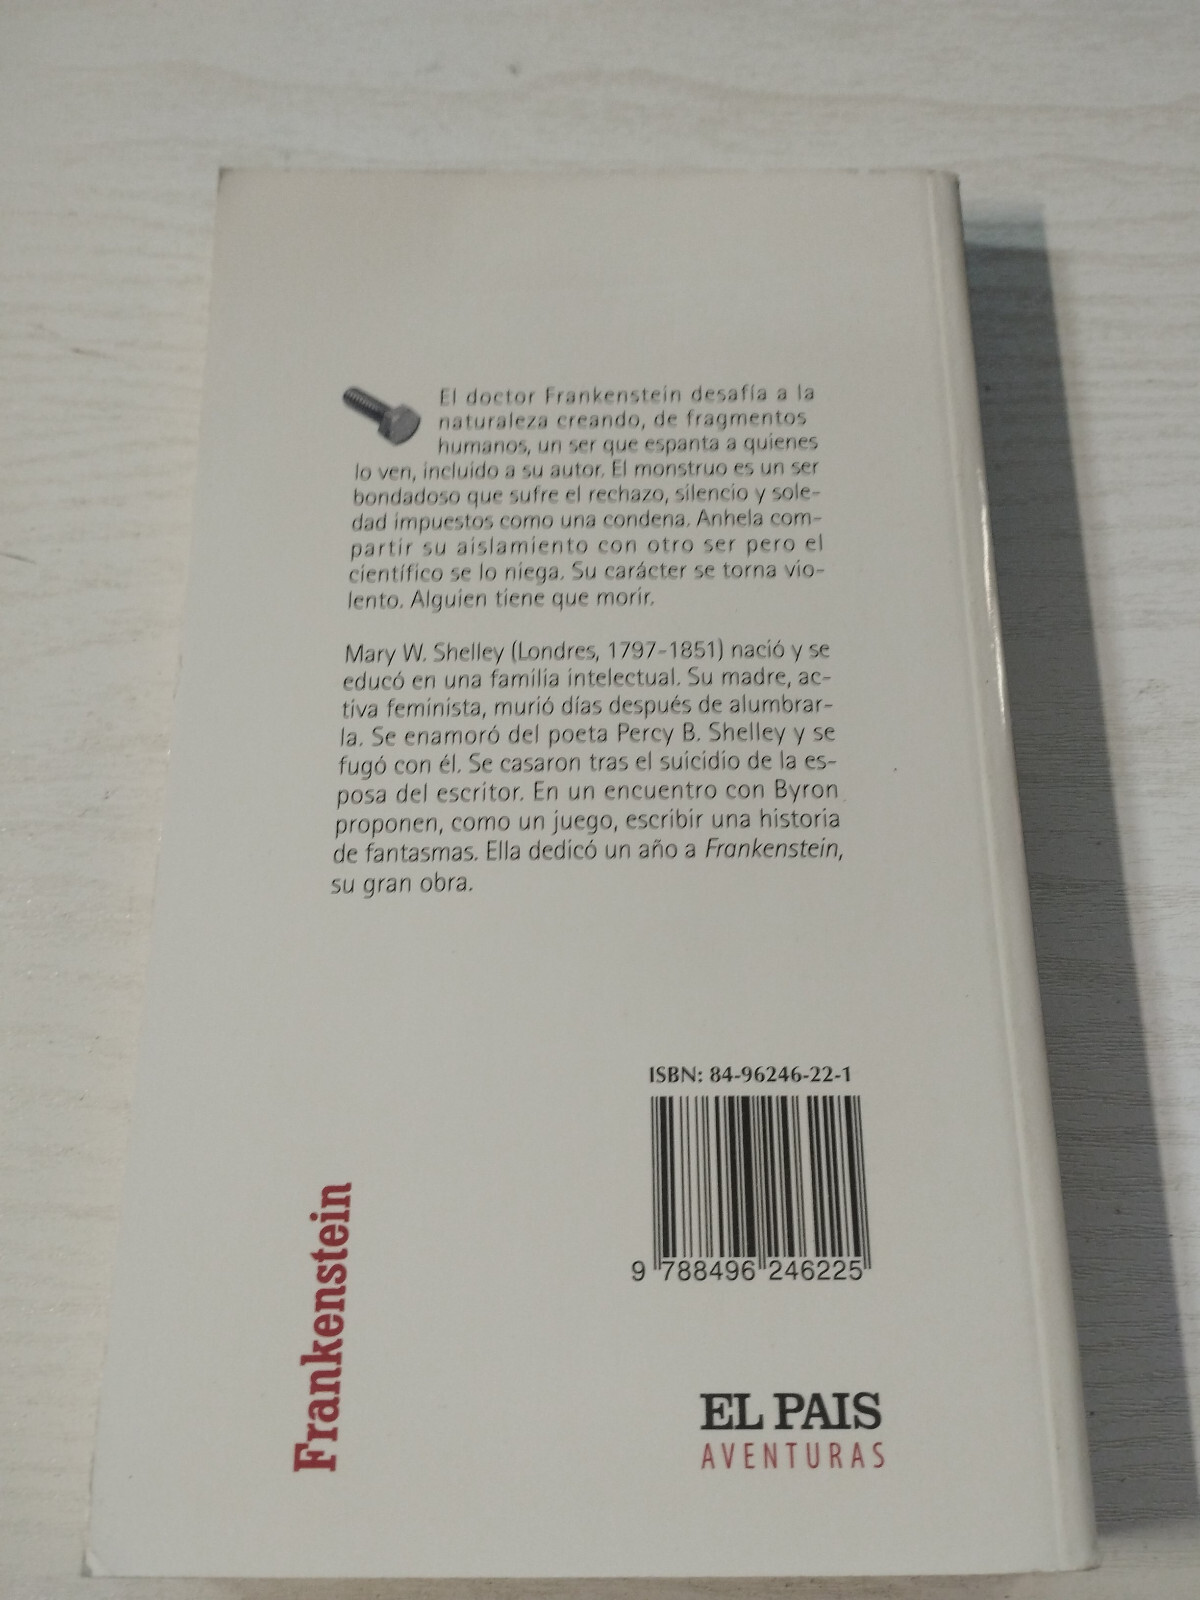 El doctor Frankenstein desafía a la
naturaleza creando, de fragmentos
humanos, un ser que espanta a quienes
lo ven, incluido a su autor. El monstruo es un ser
bondadoso que sufre el rechazo, silencio y sole-
dad impuestos como una condena. Anhela com-
partir su aislamiento con otro ser pero el
científico se lo niega. Su carácter se torna vio-
lento. Alguien tiene que morir.
Mary W. Shelley (Londres, 1797-1851) nació y se
educó en una familia intelectual. Su madre, ac-
tiva feminista, murió días después de alumbrar-
la. Se enamoró del poeta Percy B. Shelley y se
fugó con él. Se casaron tras el suicidio de la es-
posa del escritor. En un encuentro con Byron
proponen, como un juego, escribir una historia
de fantasmas. Ella dedicó un año a Frankenstein,
su gran obra.
ISBN: 84-96246-22-1
9 788496 246225
Frankenstein
EL PAIS
AVENTURAS